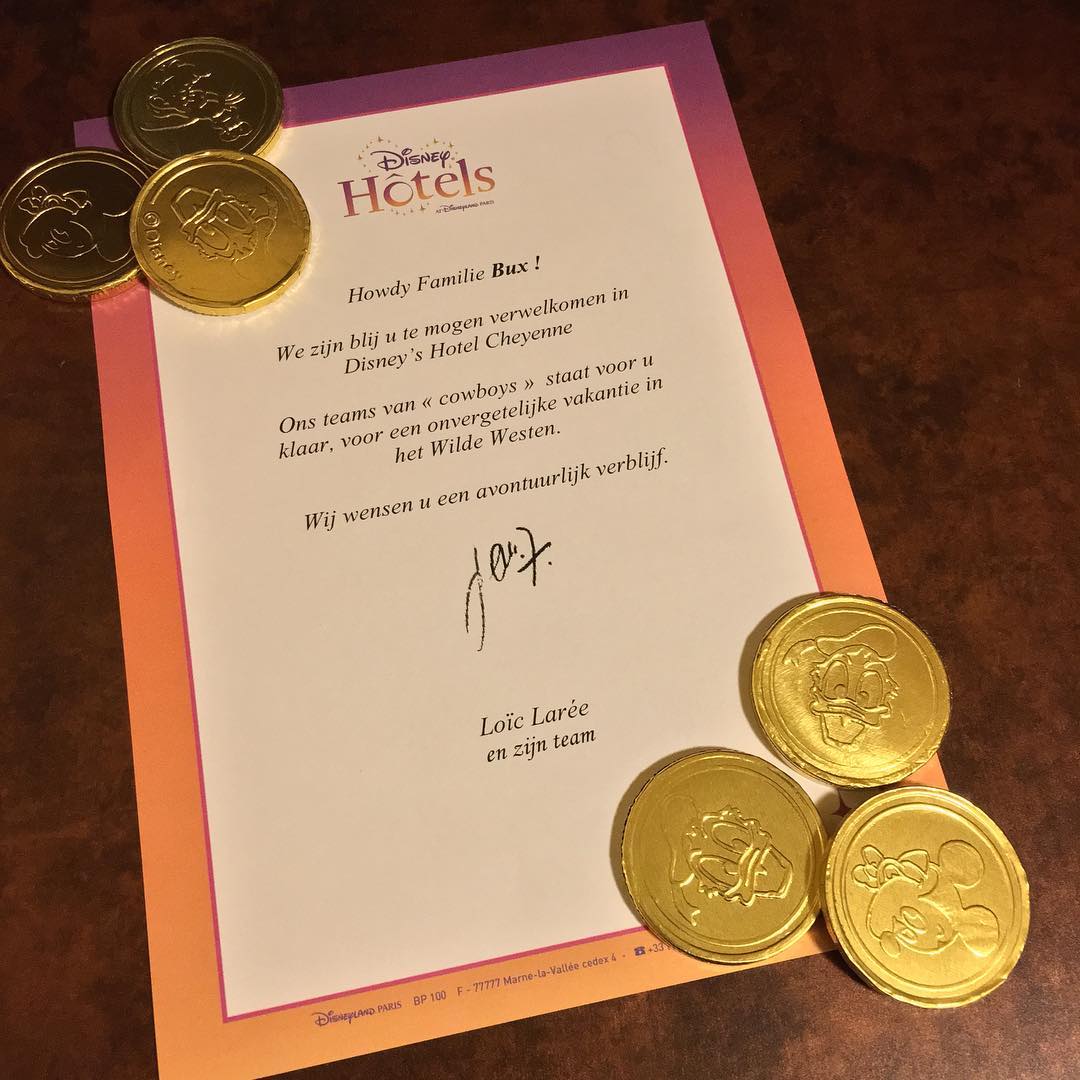 ©Disney
Disney
Hôtels
AT DISNEYLAND PARIS
Howdy Familie Bux !
We zijn blij u te mogen verwelkomen in
Disney's Hotel Cheyenne
Ons teams van « cowboys » staat voor u
klaar, voor een onvergetelijke vakantie in
het Wilde Westen.
Wij wensen u een avontuurlijk verblijf.
Loïc Larée
en zijn team
DISNEYLAND PARIS BP 100 F - 77777 Marne-la-Vallée cedex 4 - ☎ +33